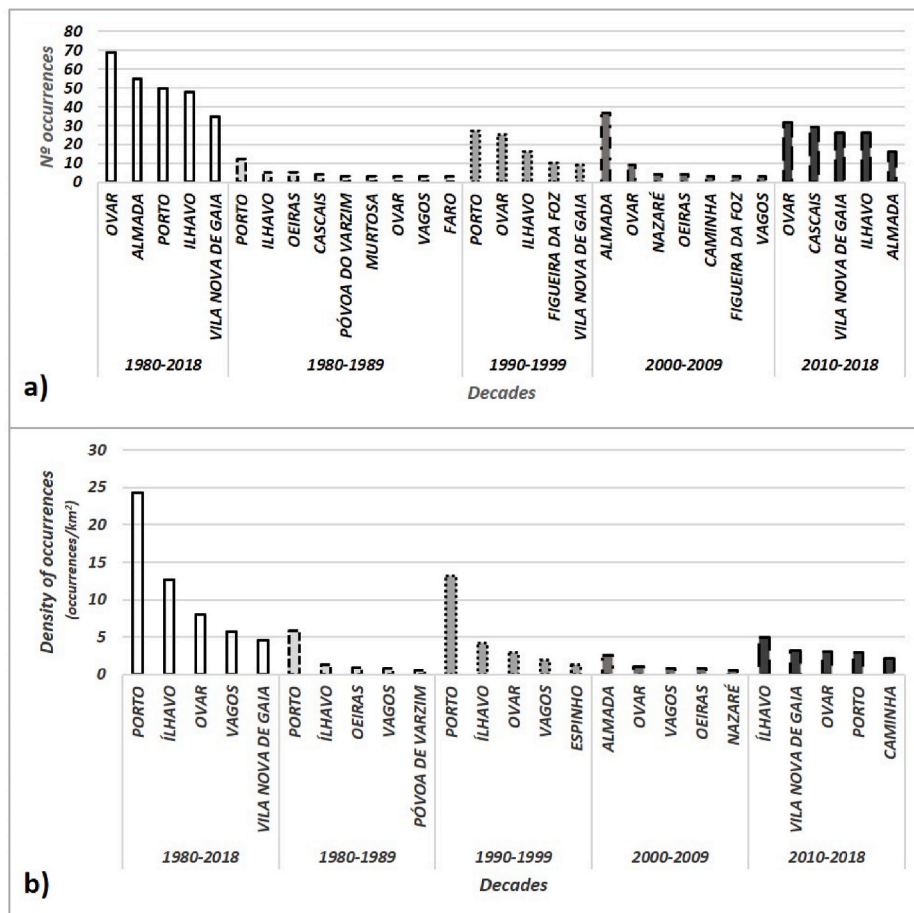 80
70
60
50
40
30
20
10
0
Nº occurrences
OVAR
ALMADA
PORTO
ILHAVO
VILA NOVA DE GAIA
PORTO
ILHAVO
OEIRAS
CASCAIS
PÓVOA DO VARZIM
MURTOSA
OVAR
VAGOS
FARO
PORTO
OVAR
ILHAVO
FIGUEIRA DA FOZ
VILA NOVA DE GAIA
ALMADA
OVAR
NAZARÉ
OEIRAS
CAMINHA
FIGUEIRA DA FOZ
VAGOS
OVAR
CASCAIS
VILA NOVA DE GAIA
ILHAVO
ALMADA
1980-2018 1980-1989 1990-1999 2000-2009 2010-2018
a)
Decades
30
25
20
15
10
5
0
Density of occurrences
(occurrences/km²)
PORTO
ÍLHAVO
OVAR
VAGOS
VILA NOVA DE GAIA
PORTO
ÍLHAVO
OEIRAS
VAGOS
PÓVOA DE VARZIM
PORTO
ÍLHAVO
OVAR
VAGOS
ESPINHO
ALMADA
OVAR
VAGOS
OEIRAS
NAZARÉ
ÍLHAVO
VILA NOVA DE GAIA
OVAR
PORTO
CAMINHA
1980-2018 1980-1989 1990-1999 2000-2009 2010-2018
b)
Decades